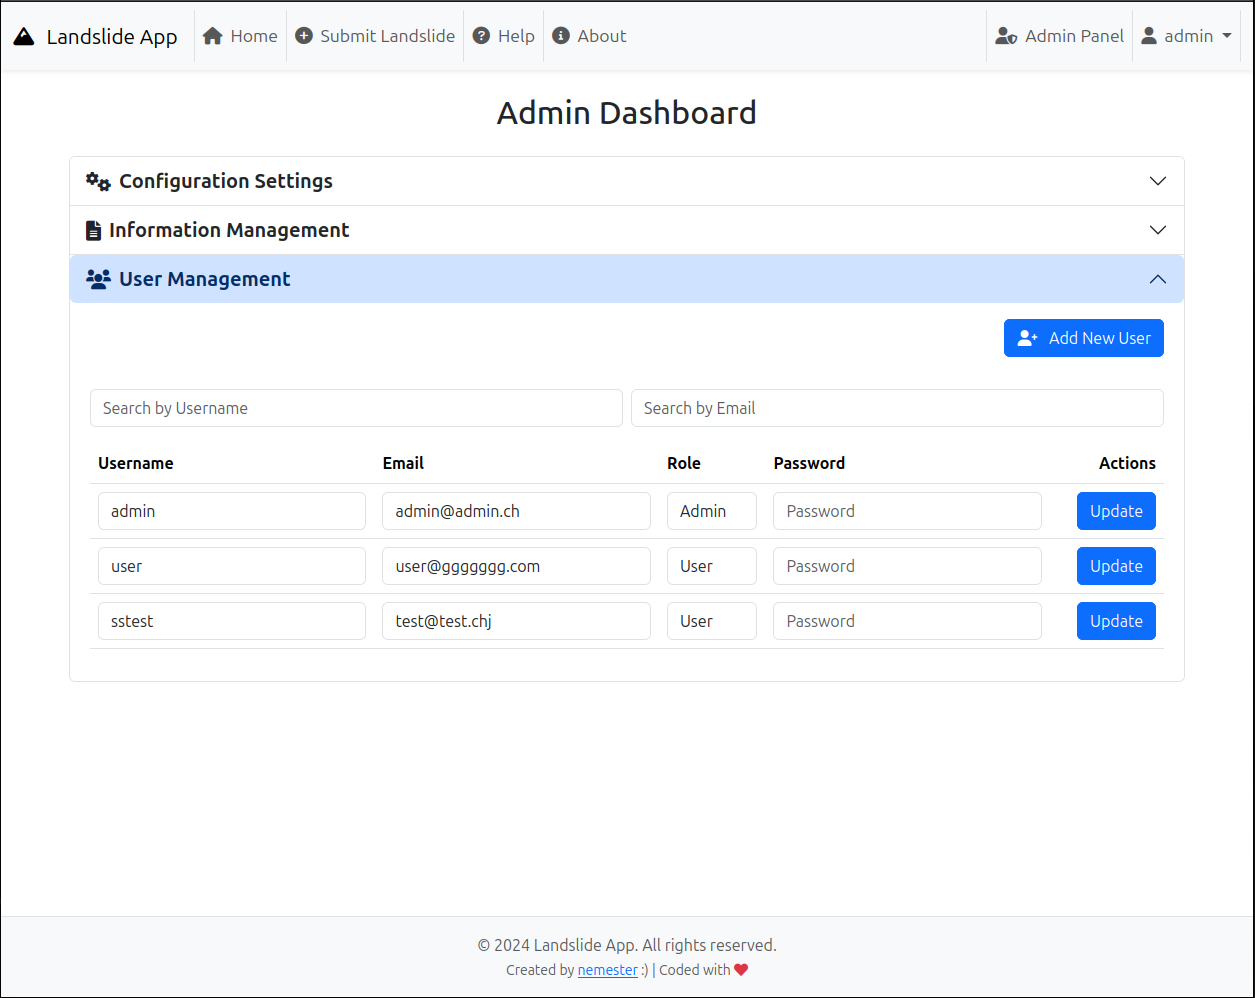 Landslide App Home Submit Landslide Help About Admin Panel admin
Admin Dashboard
Configuration Settings
Information Management
User Management
Add New User
Search by Username Search by Email
Username Email Role Password Actions
admin admin@admin.ch Admin Password Update
user user@ggggggg.com User Password Update
sstest test@test.chj User Password Update
© 2024 Landslide App. All rights reserved.
Created by nemester :) | Coded with